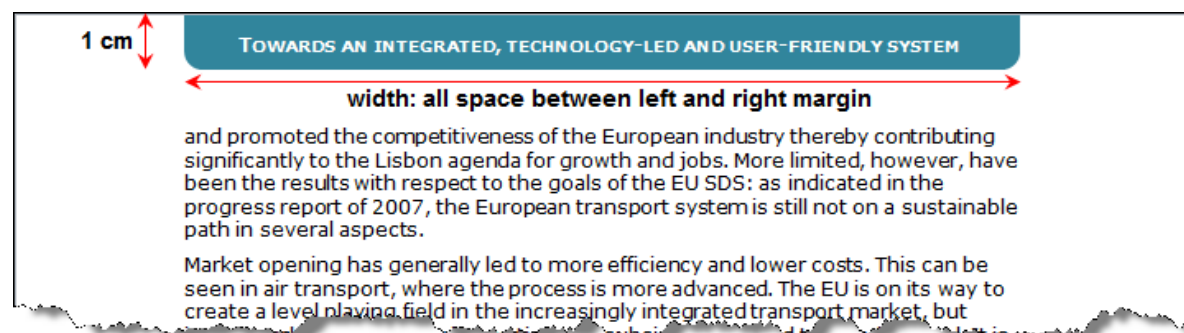 1 cm
TOWARDS AN INTEGRATED, TECHNOLOGY-LED AND USER-FRIENDLY SYSTEM
width: all space between left and right margin
and promoted the competitiveness of the European industry thereby contributing
significantly to the Lisbon agenda for growth and jobs. More limited, however, have
been the results with respect to the goals of the EU SDS: as indicated in the
progress report of 2007, the European transport system is still not on a sustainable
path in several aspects.
Market opening has generally led to more efficiency and lower costs. This can be
seen in air transport, where the process is more advanced. The EU is on its way to
create a level playing field in the increasingly integrated transport market, but